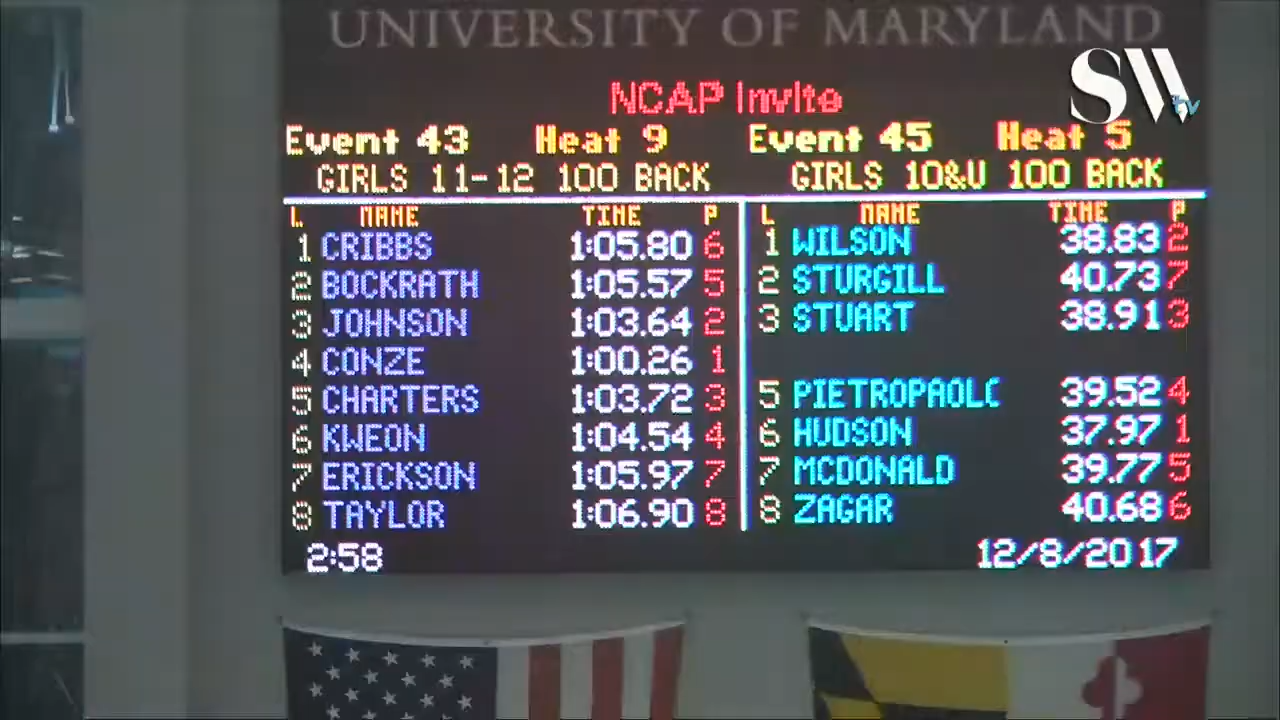 UNIVERSITY OF MARYLAND
SW
tv
NCAP Invite
Event 43 Heat 9
GIRLS 11-12 100 BACK
L NAME TIME P
1 CRIBBS 1:05.80 6
2 BOCKRATH 1:05.57 5
3 JOHNSON 1:03.64 2
4 CONZE 1:00.26 1
5 CHARTERS 1:03.72 3
6 KWEON 1:04.54 4
7 ERICKSON 1:05.97 7
8 TAYLOR 1:06.90 8
2:58
Event 45 Heat 5
GIRLS 10&U 100 BACK
L NAME TIME P
1 WILSON 38.83 2
2 STURGILL 40.73 7
3 STUART 38.91 3
5 PIETROPAOLO 39.52 4
6 HUDSON 37.97 1
7 MCDONALD 39.77 5
8 ZAGAR 40.68 6
12/8/2017